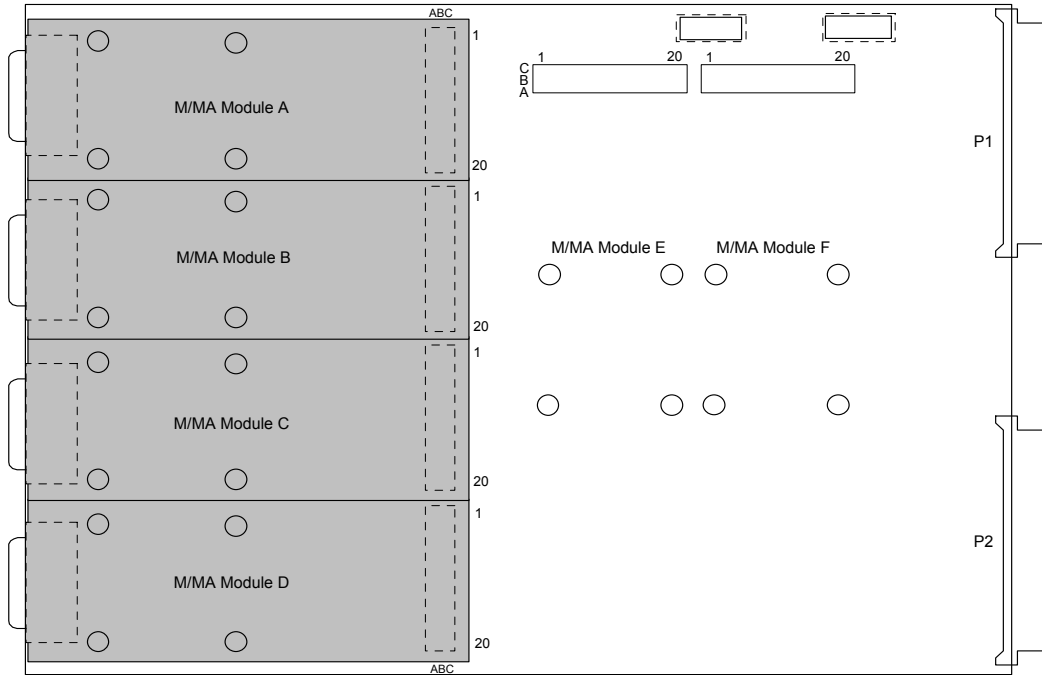 ABC
1
M/MA Module A
20
1
M/MA Module B
20
1
M/MA Module C
20
1
M/MA Module D
20
ABC
1 20 1 20
C
B
A
M/MA Module E M/MA Module F
P1
P2